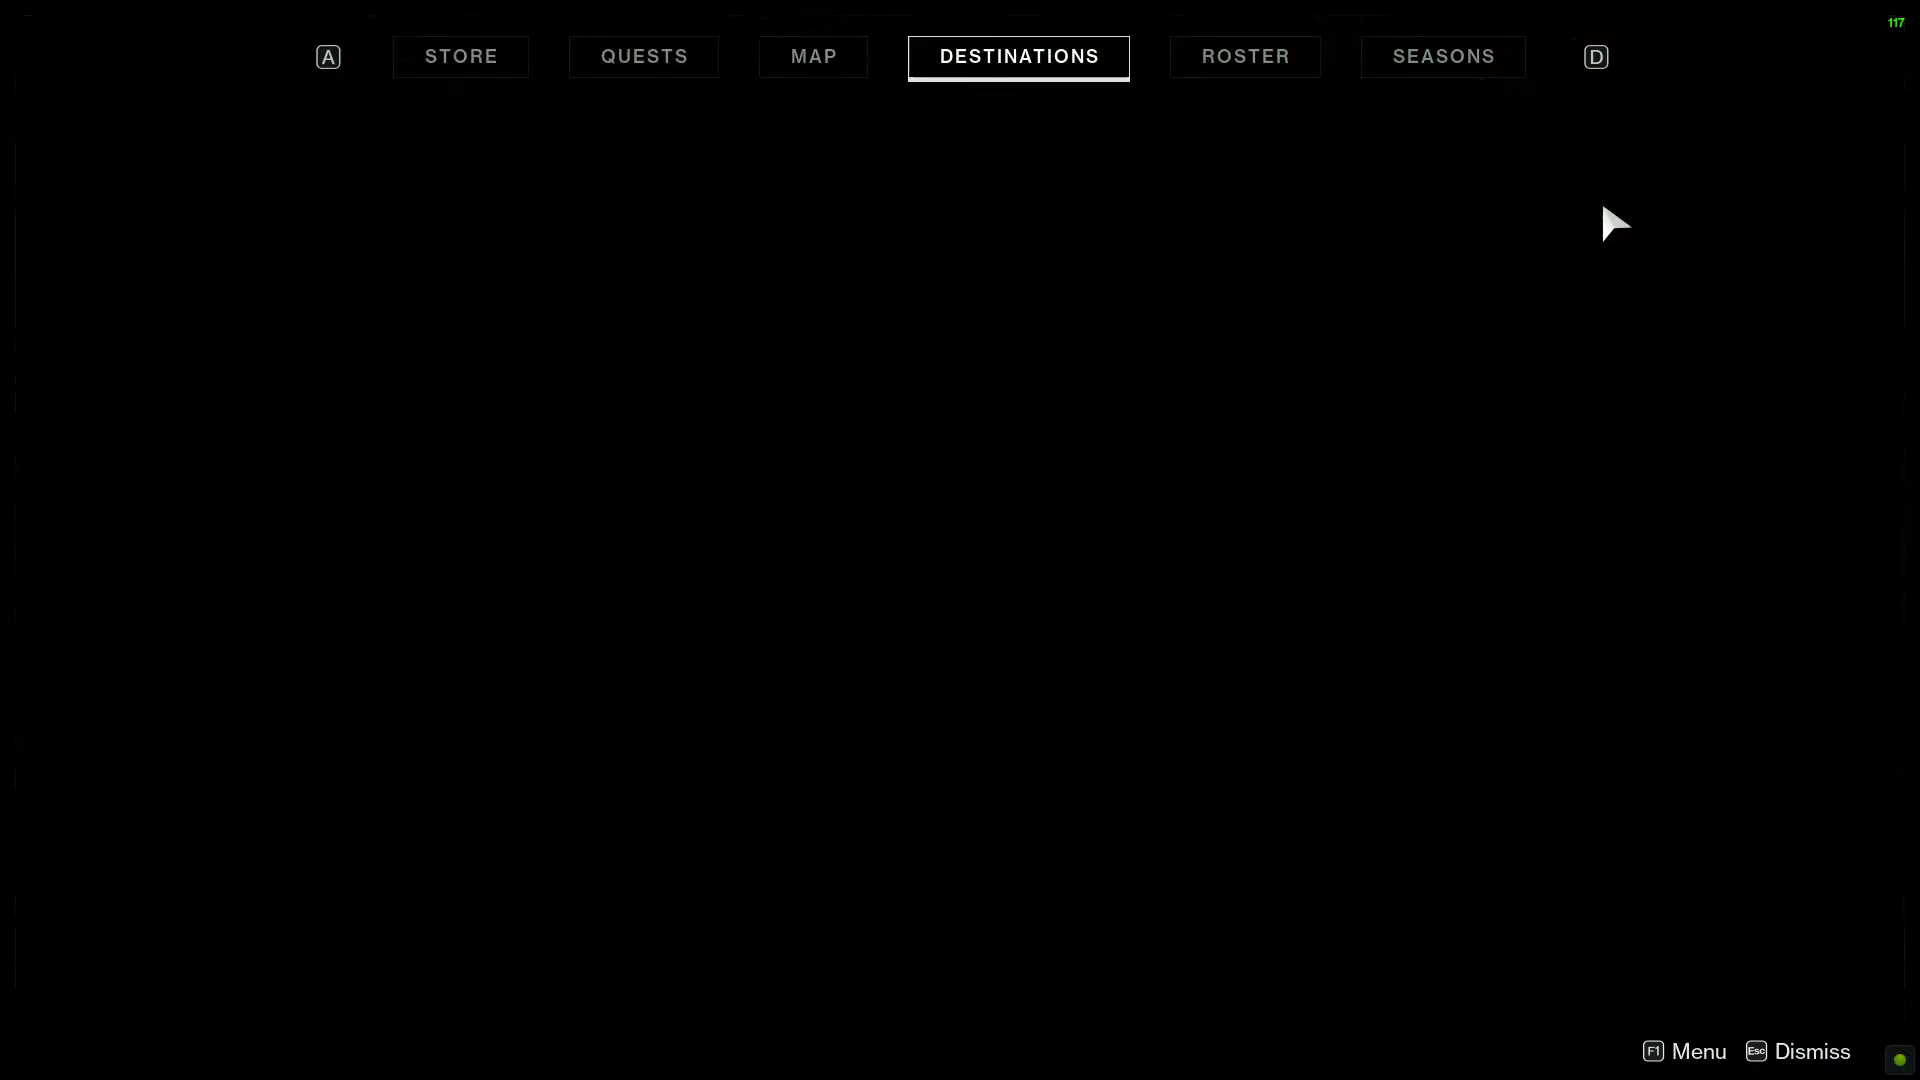 117
A STORE QUESTS MAP DESTINATIONS ROSTER SEASONS D
F1 Menu Esc Dismiss